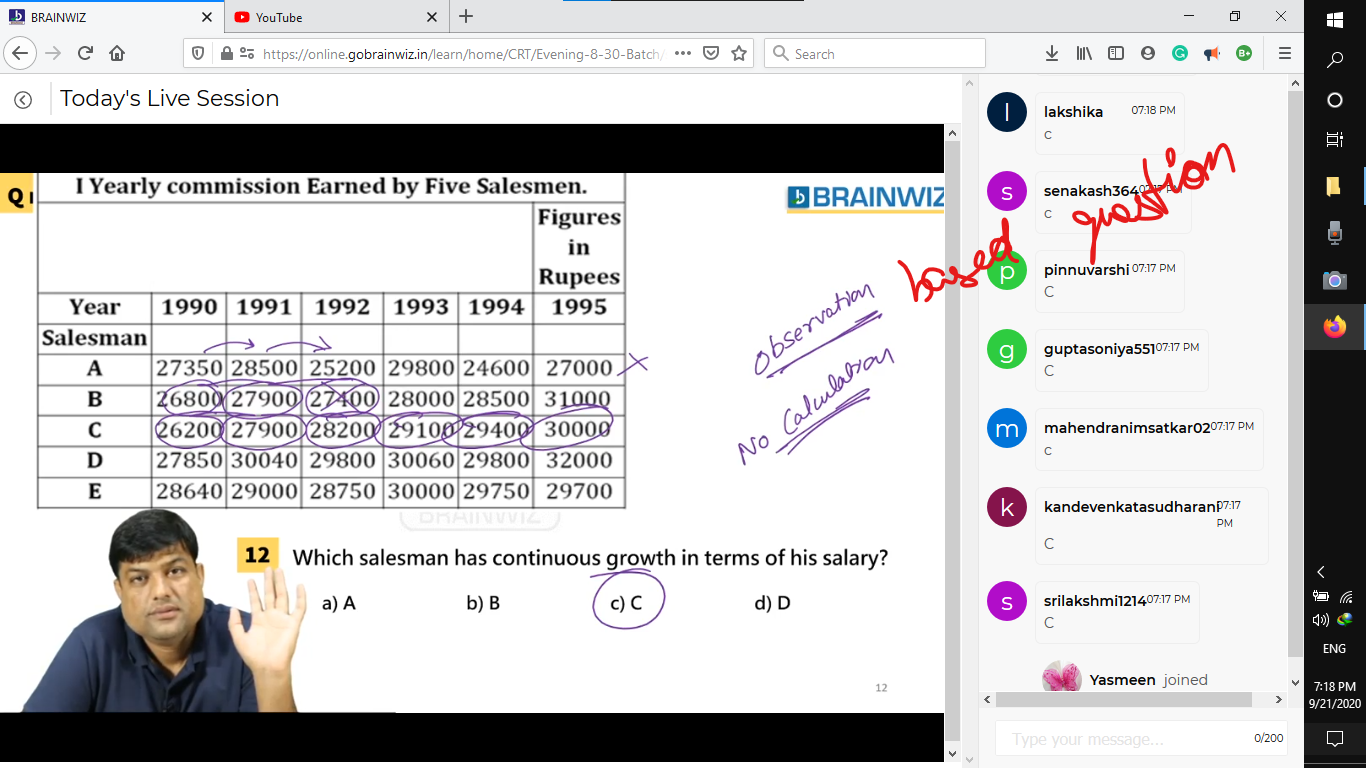 BRAINWIZ
YouTube
https://online.gobrainwiz.in/learn/home/CRT/Evening-8-30-Batch/
Search
Today's Live Session
Q
I Yearly commission Earned by Five Salesmen.
Figures in Rupees
Year 1990 1991 1992 1993 1994 1995
Salesman
A 27350 28500 25200 29800 24600 27000
B 26800 27900 27400 28000 28500 31000
C 26200 27900 28200 29100 29400 30000
D 27850 30040 29800 30060 29800 32000
E 28640 29000 28750 30000 29750 29700
BRAINWIZ
Observation based question
No Calculation
BRAINWIZ
12 Which salesman has continuous growth in terms of his salary?
a) A b) B c) C d) D
12
l
lakshika 07:18 PM
C
s
senakash364 07:17 PM
C
p
pinnuvarshi 07:17 PM
C
g
guptasoniya551 07:17 PM
C
m
mahendranimsatkar02 07:17 PM
C
k
kandevenkatasudharani 07:17 PM
C
s
srilakshmi1214 07:17 PM
C
Yasmeen joined
Type your message...
0/200
ENG
7:18 PM
9/21/2020